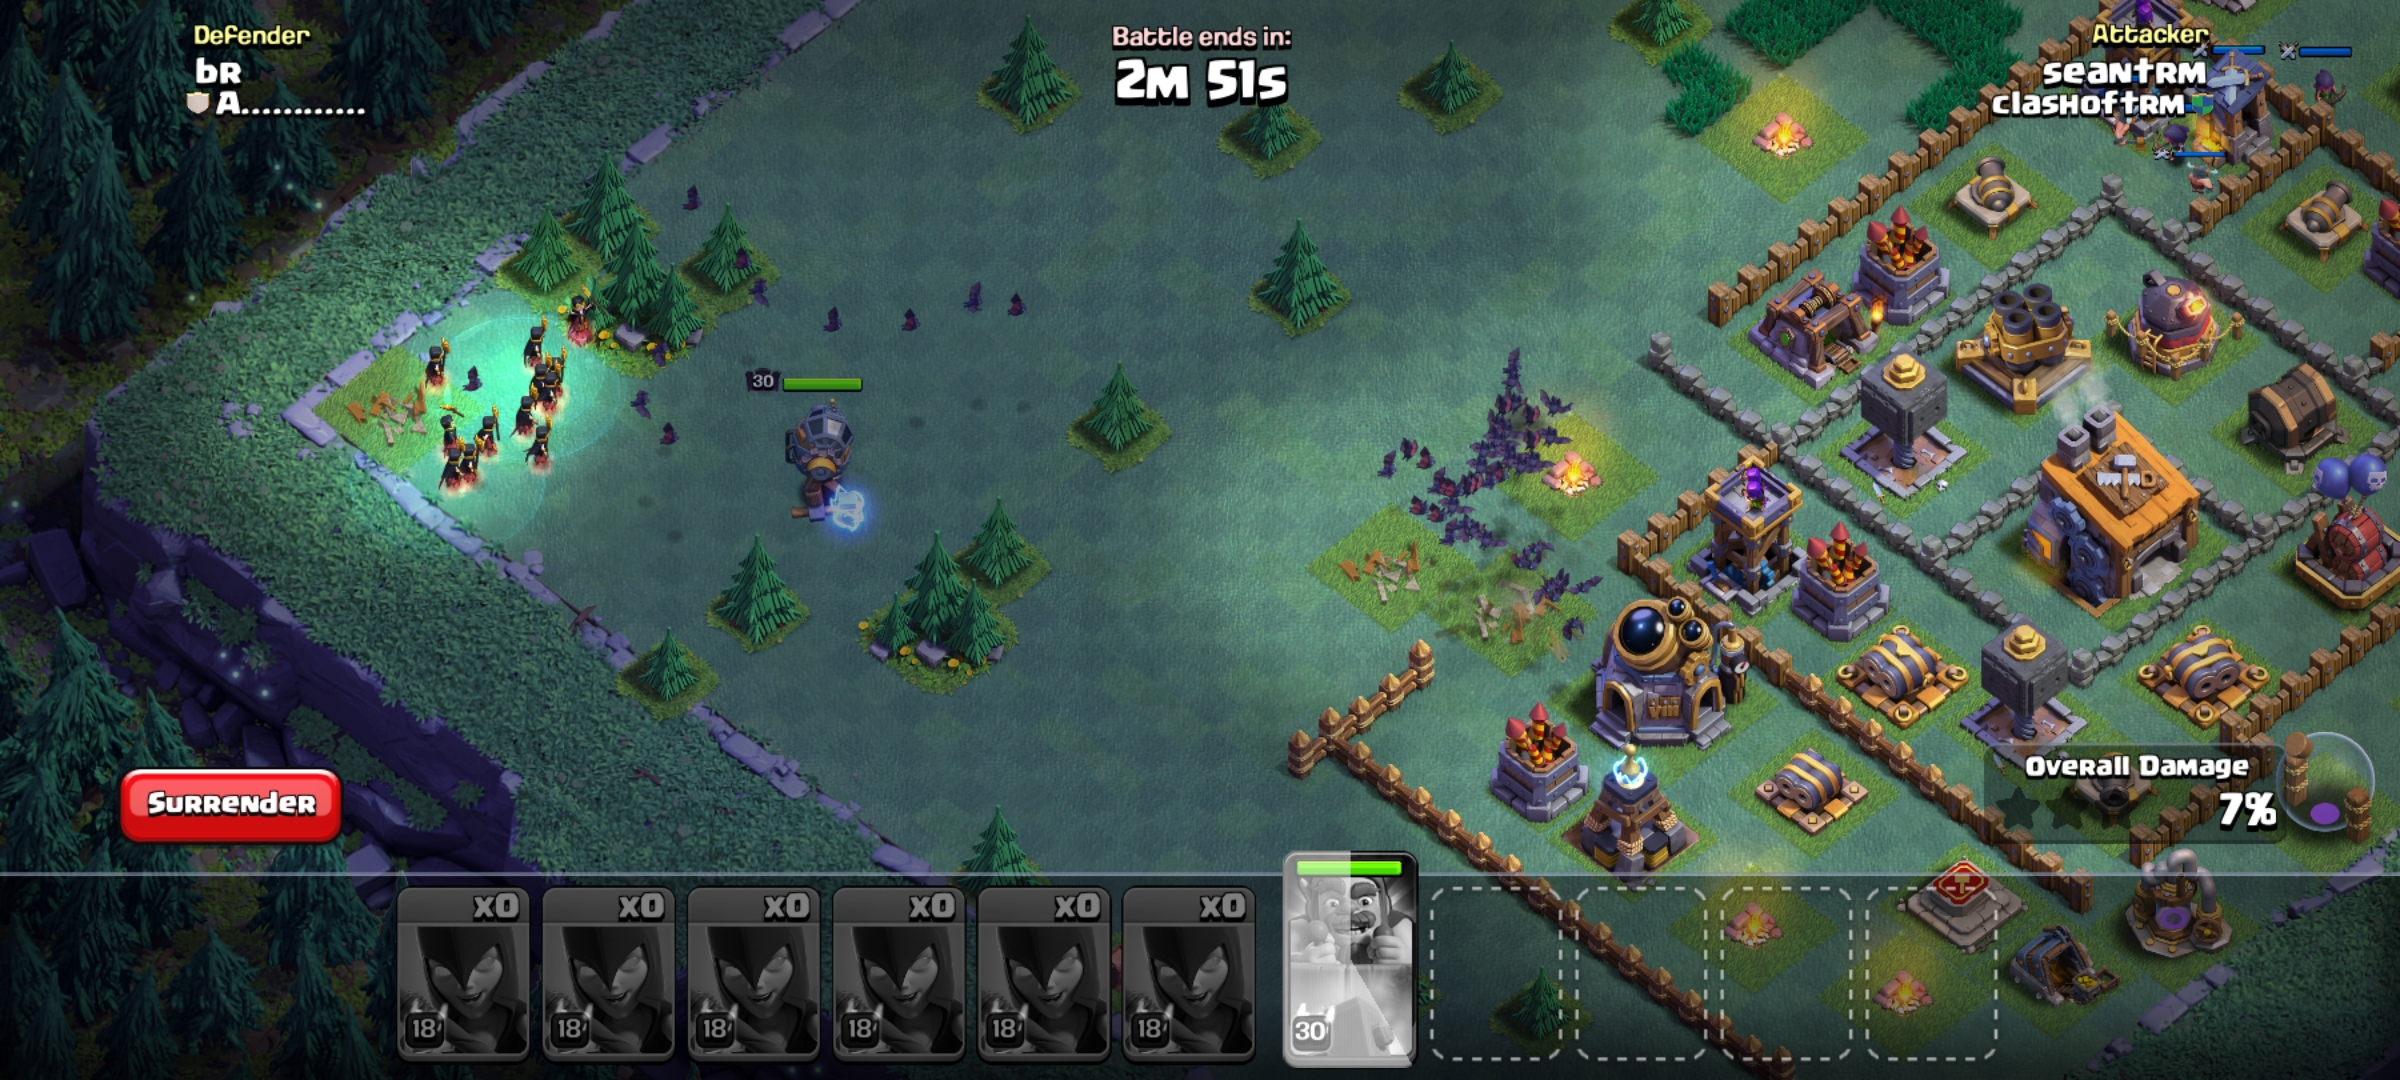 Defender
bR
A............
Battle ends in:
2M 51s
Attacker
seantRM
clashoftRM
30
VIII
Surrender
Overall Damage
7%
x0
x0
x0
x0
x0
x0
18
18
18
18
18
18
30